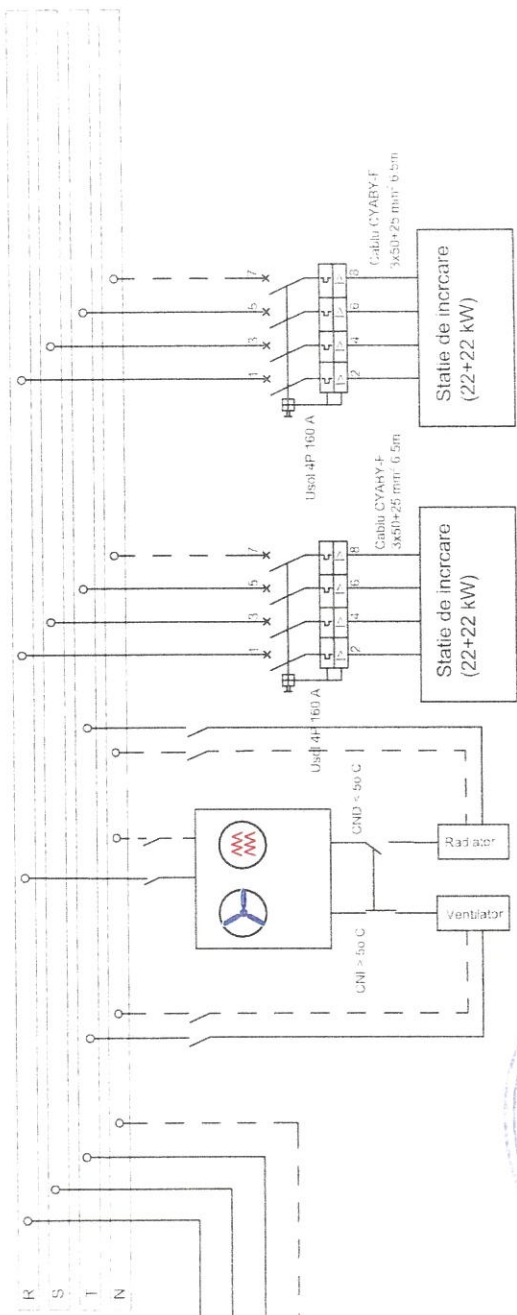 R
S
T
N
CNI > 5o C
CND < 5o C
Ventilator
Radiator
1
3
5
7
Usol 4P 160 A
2
4
6
8
Cablu CYABY-F
3x50+25 mm² 6.5m
Statie de incrcare
(22+22 kW)
1
3
5
7
Usol 4P 160 A
2
4
6
8
Cablu CYABY-F
3x50+25 mm² 6.5m
Statie de incrcare
(22+22 kW)